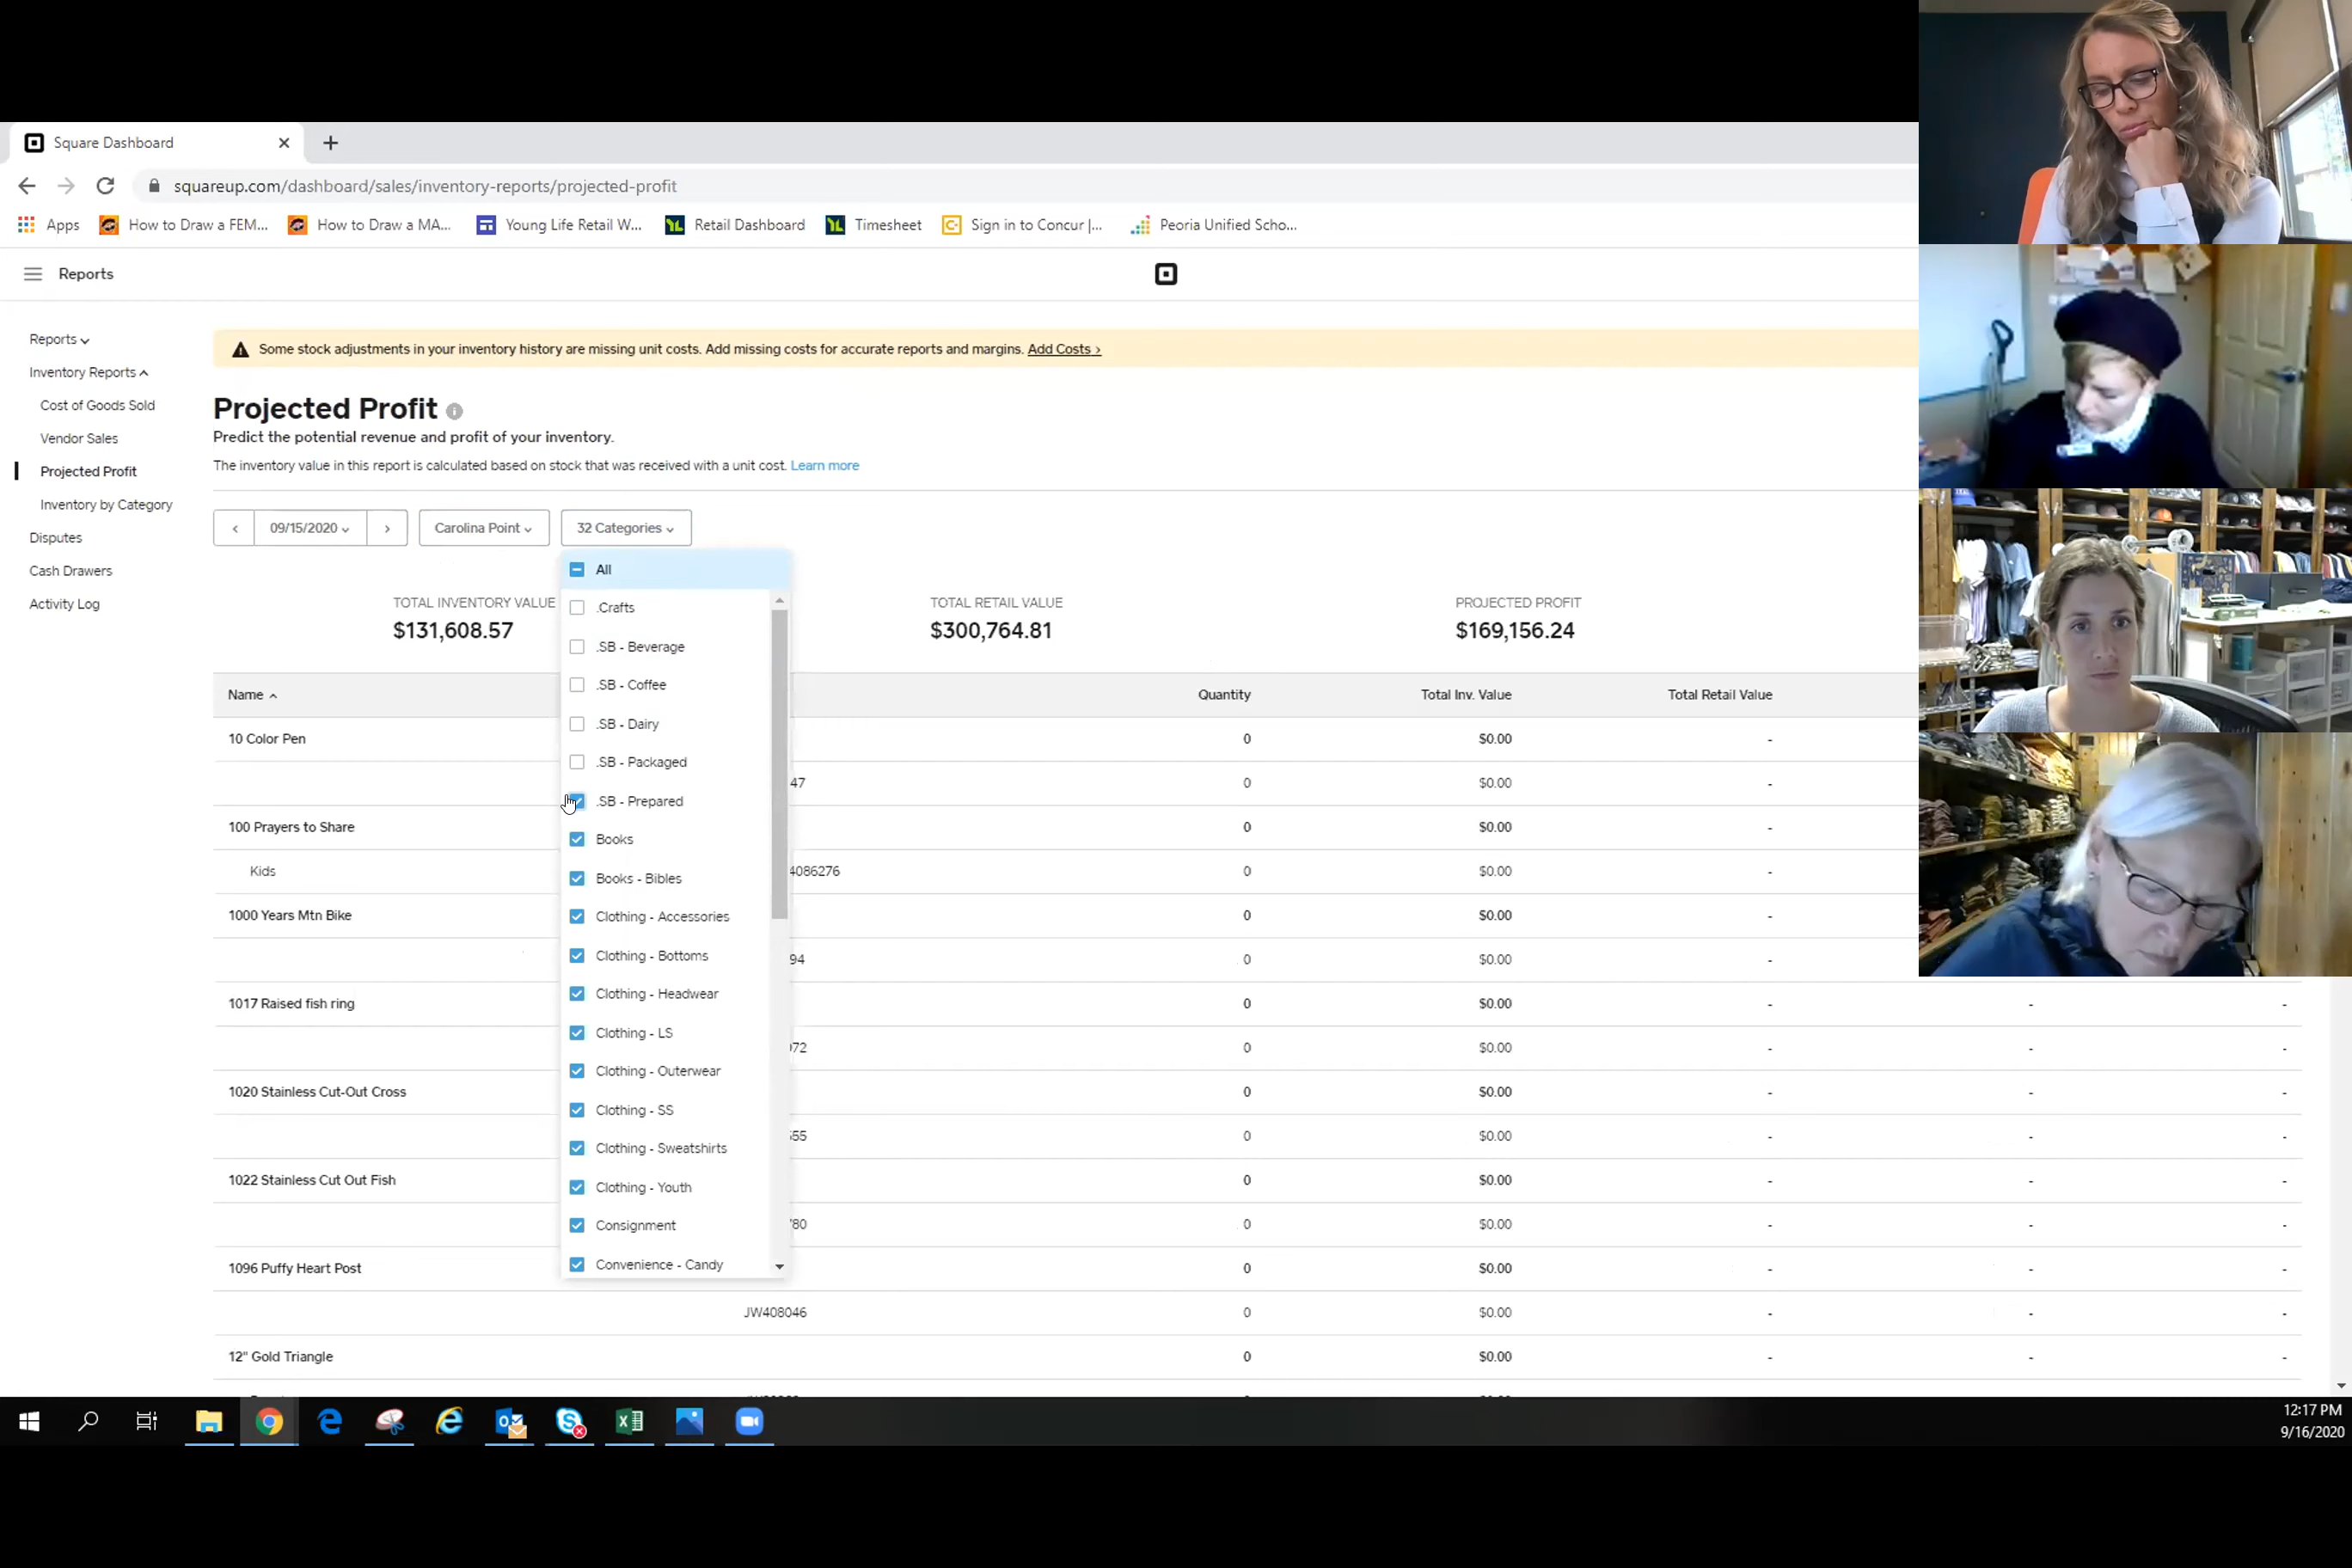 Square Dashboard
squareup.com/dashboard/sales/inventory-reports/projected-profit
Apps How to Draw a FEM... How to Draw a MA... Young Life Retail W... Retail Dashboard Timesheet Sign in to Concur |... Peoria Unified Scho...
Reports
Reports
Inventory Reports
Cost of Goods Sold
Vendor Sales
Projected Profit
Inventory by Category
Disputes
Cash Drawers
Activity Log
Some stock adjustments in your inventory history are missing unit costs. Add missing costs for accurate reports and margins. Add Costs >
Projected Profit
Predict the potential revenue and profit of your inventory.
The inventory value in this report is calculated based on stock that was received with a unit cost. Learn more
< 09/15/2020 > Carolina Point 32 Categories
All
.Crafts
.SB - Beverage
.SB - Coffee
.SB - Dairy
.SB - Packaged
.SB - Prepared
Books
Books - Bibles
Clothing - Accessories
Clothing - Bottoms
Clothing - Headwear
Clothing - LS
Clothing - Outerwear
Clothing - SS
Clothing - Sweatshirts
Clothing - Youth
Consignment
Convenience - Candy
TOTAL INVENTORY VALUE TOTAL RETAIL VALUE PROJECTED PROFIT
$131,608.57 $300,764.81 $169,156.24
Name Quantity Total Inv. Value Total Retail Value
10 Color Pen 0 $0.00 -
47 0 $0.00 -
100 Prayers to Share 0 $0.00 -
Kids 4086276 0 $0.00 -
1000 Years Mtn Bike 0 $0.00 -
94 0 $0.00 -
1017 Raised fish ring 0 $0.00 - - -
072 0 $0.00 - - -
1020 Stainless Cut-Out Cross 0 $0.00 - - -
555 0 $0.00 - - -
1022 Stainless Cut Out Fish 0 $0.00 - - -
780 0 $0.00 - - -
1096 Puffy Heart Post 0 $0.00 - - -
JW408046 0 $0.00 - - -
12" Gold Triangle 0 $0.00 - - -
12:17 PM
9/16/2020